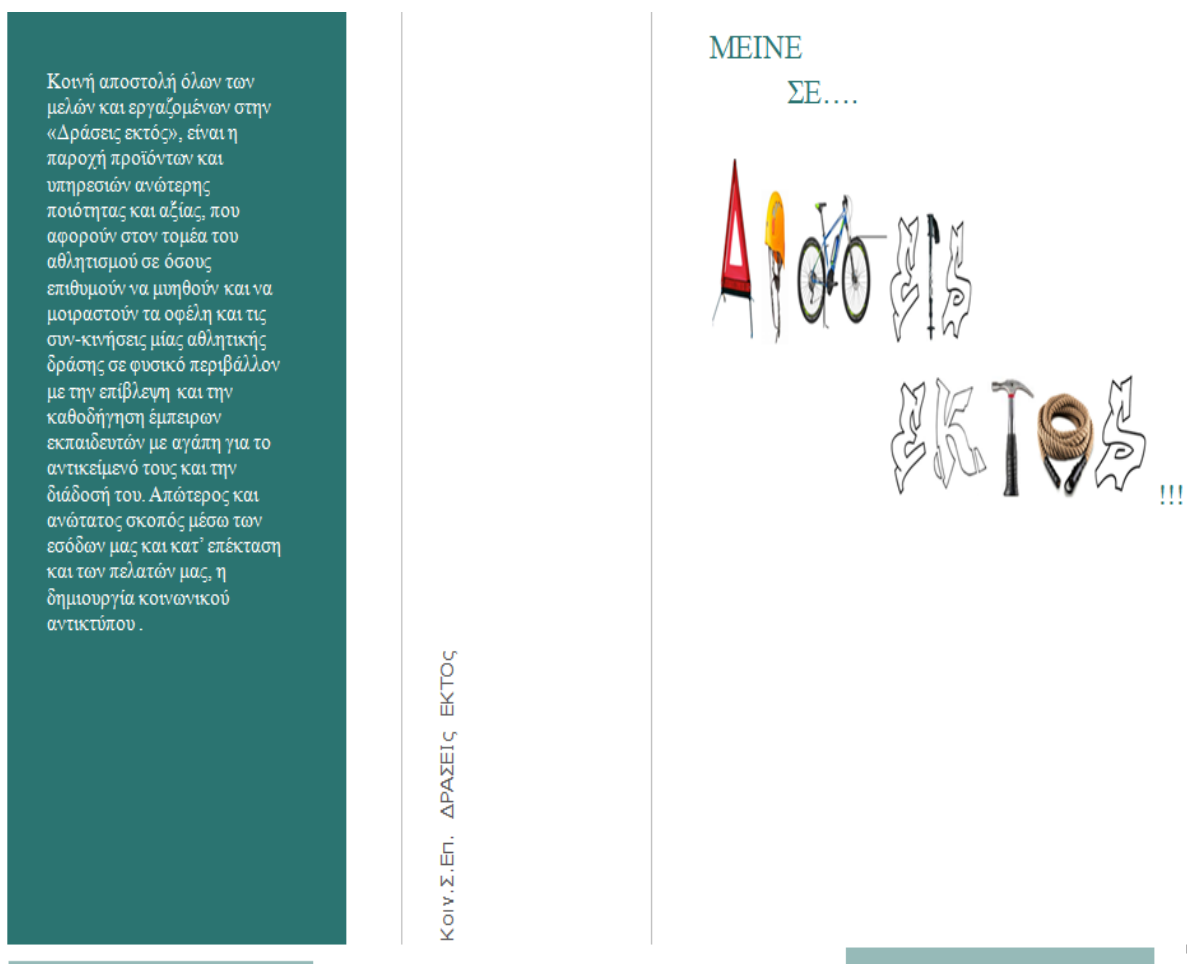 Κοινή αποστολή όλων των
μελών και εργαζομένων στην
«Δράσεις εκτός», είναι η
παροχή προϊόντων και
υπηρεσιών ανώτερης
ποιότητας και αξίας, που
αφορούν στον τομέα του
αθλητισμού σε όσους
επιθυμούν να μυηθούν και να
μοιραστούν τα οφέλη και τις
συν-κινήσεις μίας αθλητικής
δράσης σε φυσικό περιβάλλον
με την επίβλεψη και την
καθοδήγηση έμπειρων
εκπαιδευτών με αγάπη για το
αντικείμενό τους και την
διάδοσή του. Απώτερος και
ανώτατος σκοπός μέσω των
εσόδων μας και κατ’ επέκταση
και των πελατών μας, η
δημιουργία κοινωνικού
αντικτύπου .
Κοιν.Σ.Επ. ΔΡΑΣΕΙς ΕΚΤΟς
ΜΕΙΝΕ
ΣΕ….
ΔΡΑΣΕΙΣ
ΕΚΤΟΣ
!!!